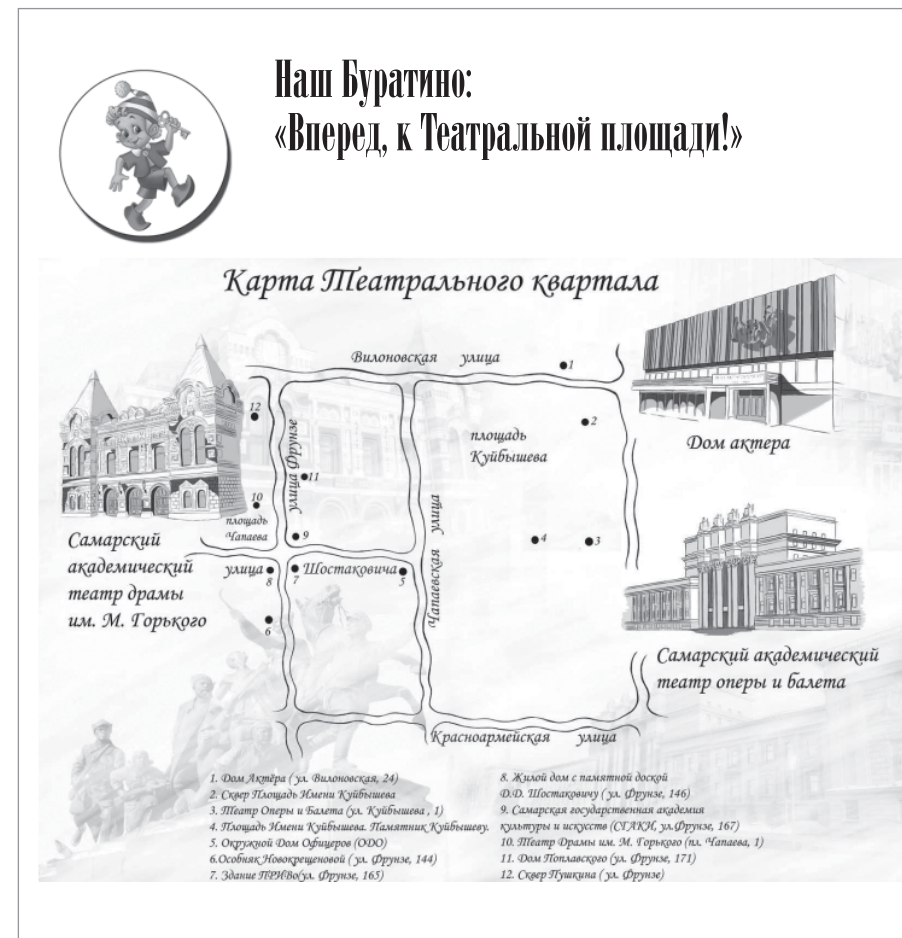 Наш Буратино:
«Вперед, к Театральной площади!»
Карта Театрального квартала
Вилоновская улица
1
12
2
площадь
Куйбышева
Дом актера
улица Фрунзе
11
10
площадь
Чапаева
9
4
3
Чапаевская улица
Самарский
академический
театр драмы
им. М. Горького
улица Шостаковича
8
7
5
6
Самарский академический
театр оперы и балета
Красноармейская улица
1. Дом Актёра ( ул. Вилоновская, 24)
2. Сквер Площадь Имени Куйбышева
3. Театр Оперы и Балета (ул. Куйбышева , 1)
4. Площадь Имени Куйбышева. Памятник Куйбышеву.
5. Окружной Дом Офицеров (ОДО)
6.Особняк Новокрещеновой ( ул. Фрунзе, 144)
7. Здание ПРИВо(ул. Фрунзе, 165)
8. Жилой дом с памятной доской
Д.Д. Шостаковичу ( ул. Фрунзе, 146)
9. Самарская государственная академия
культуры и искусств (СГАКИ, ул.Фрунзе, 167)
10. Театр Драмы им. М. Горького (пл. Чапаева, 1)
11. Дом Поплавского (ул. Фрунзе, 171)
12. Сквер Пушкина ( ул. Фрунзе)